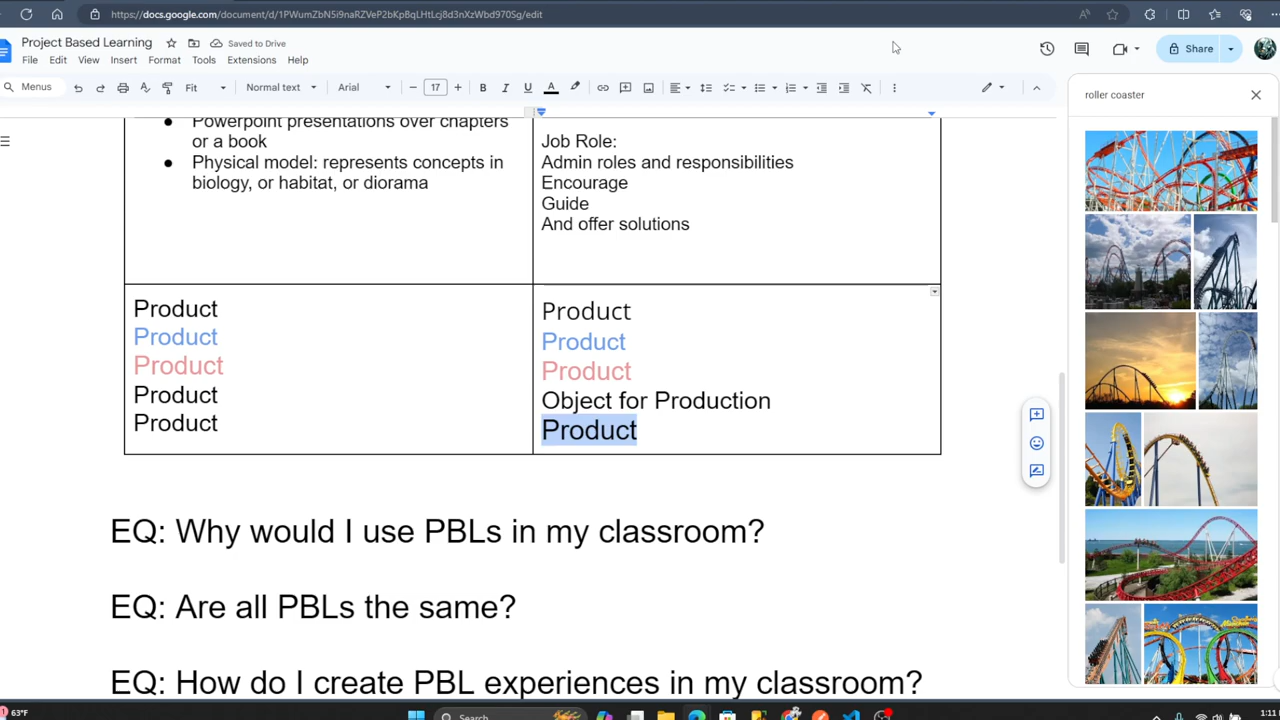 https://docs.google.com/document/d/1PWumZbN5i9naRZVeP2bKpBqLHtLcj8d3nXzWbd970Sg/edit
Project Based Learning
Saved to Drive
File Edit View Insert Format Tools Extensions Help
Share
Menus
Fit
Normal text
Arial
17
roller coaster
Powerpoint presentations over chapters
or a book
Physical model: represents concepts in
biology, or habitat, or diorama
Job Role:
Admin roles and responsibilities
Encourage
Guide
And offer solutions
Product
Product
Product
Product
Product
Product
Product
Product
Object for Production
Product
EQ: Why would I use PBLs in my classroom?
EQ: Are all PBLs the same?
EQ: How do I create PBL experiences in my classroom?
63°F
Search
1:11